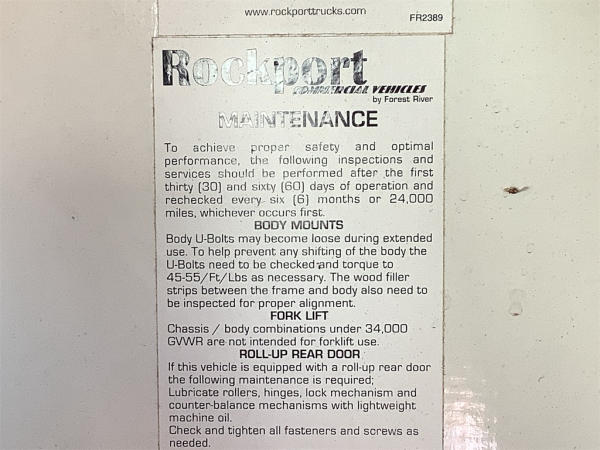 www.rockporttrucks.com
FR2389
Rockport
COMMERCIAL VEHICLES
by Forest River
MAINTENANCE
To achieve proper safety and optimal
performance, the following inspections and
services should be performed after the first
thirty (30) and sixty (60) days of operation and
rechecked every six (6) months or 24,000
miles, whichever occurs first.
BODY MOUNTS
Body U-Bolts may become loose during extended
use. To help prevent any shifting of the body the
U-Bolts need to be checked and torque to
45-55/Ft/Lbs as necessary. The wood filler
strips between the frame and body also need to
be inspected for proper alignment.
FORK LIFT
Chassis / body combinations under 34,000
GVWR are not intended for forklift use.
ROLL-UP REAR DOOR
If this vehicle is equipped with a roll-up rear door
the following maintenance is required;
Lubricate rollers, hinges, lock mechanism and
counter-balance mechanisms with lightweight
machine oil.
Check and tighten all fasteners and screws as
needed.